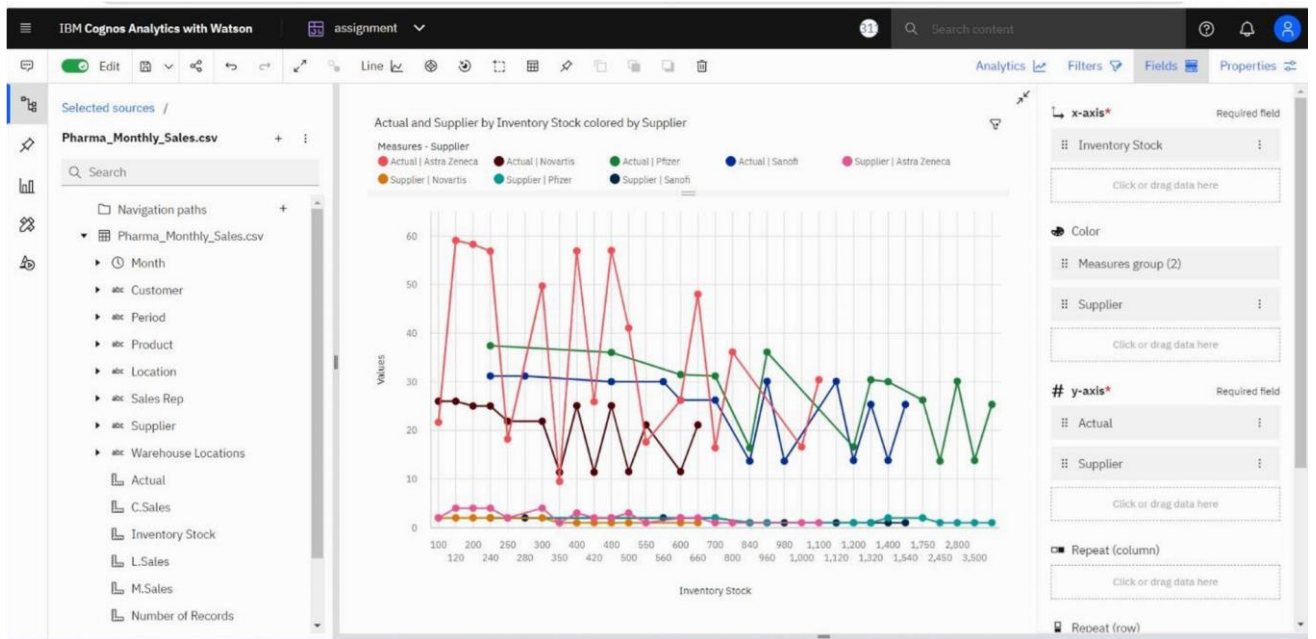 IBM Cognos Analytics with Watson
assignment
Search content
Edit
Line
Analytics
Filters
Fields
Properties
Selected sources /
Pharma_Monthly_Sales.csv
Search
Navigation paths
Pharma_Monthly_Sales.csv
Month
abc Customer
abc Period
abc Product
abc Location
abc Sales Rep
abc Supplier
abc Warehouse Locations
Actual
C.Sales
Inventory Stock
L.Sales
M.Sales
Number of Records
Actual and Supplier by Inventory Stock colored by Supplier
Measures - Supplier
Actual | Astra Zeneca Actual | Novartis Actual | Pfizer Actual | Sanofi Supplier | Astra Zeneca
Supplier | Novartis Supplier | Pfizer Supplier | Sanofi
Values
60
50
40
30
20
10
0
100 200 250 300 400 480 550 600 700 840 980 1,100 1,200 1,400 1,750 2,800
120 240 280 350 420 500 560 660 800 960 1,000 1,120 1,320 1,540 2,450 3,500
Inventory Stock
x-axis* Required field
Inventory Stock
Click or drag data here
Color
Measures group (2)
Supplier
Click or drag data here
# y-axis* Required field
Actual
Supplier
Click or drag data here
Repeat (column)
Click or drag data here
Repeat (row)